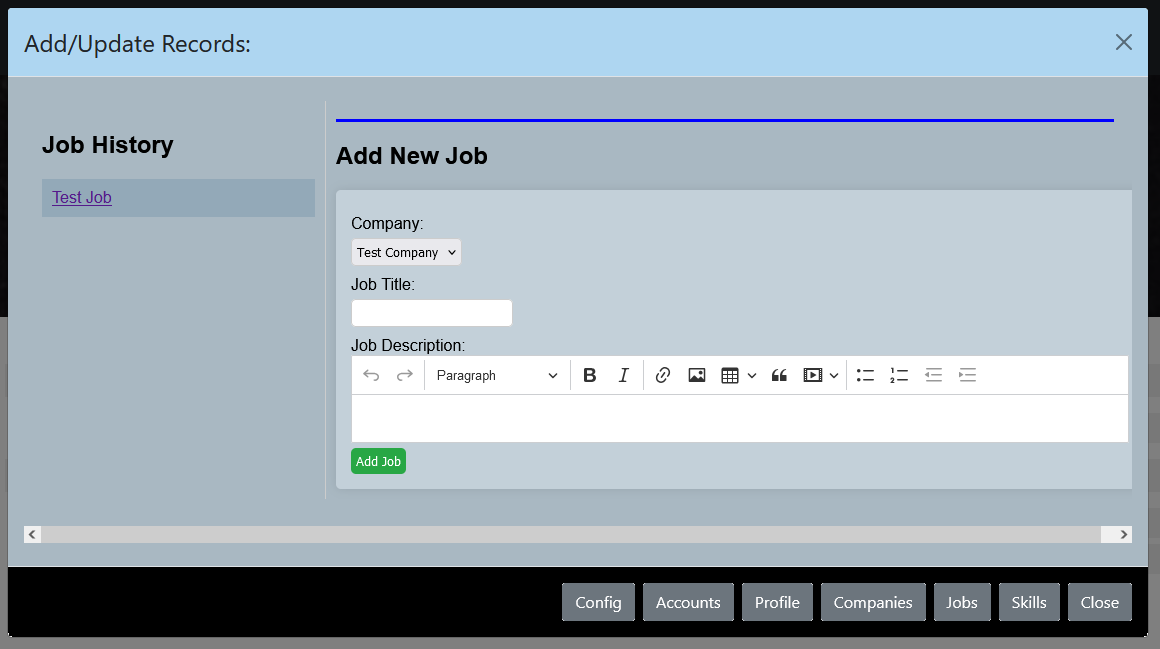 Add/Update Records:
Job History
Test Job
Add New Job
Company:
Test Company
Job Title:
Job Description:
Paragraph
Add Job
Config
Accounts
Profile
Companies
Jobs
Skills
Close